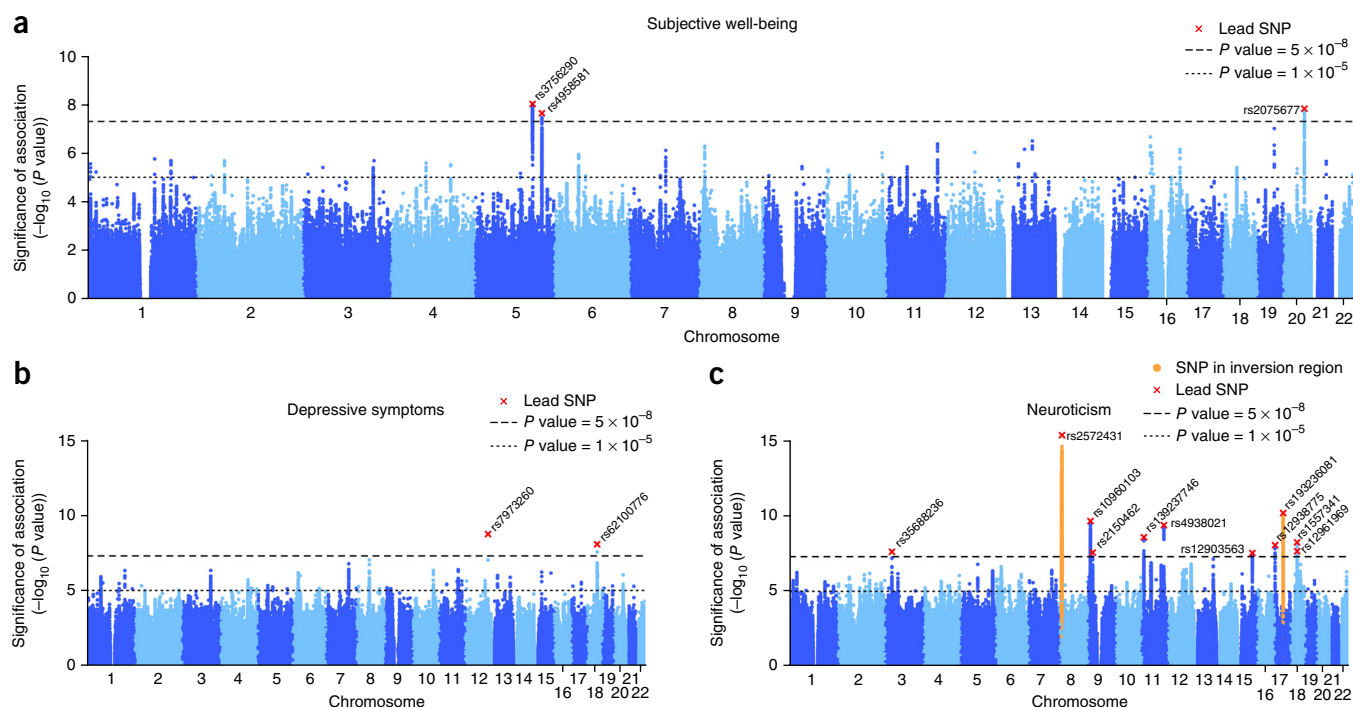 a
Subjective well-being
Lead SNP
P value = 5 × 10⁻⁸
P value = 1 × 10⁻⁵
Significance of association
(−log₁₀ (P value))
10
8
6
4
2
0
rs3756290
rs4958581
rs2075677
1 2 3 4 5 6 7 8 9 10 11 12 13 14 15 16 17 18 19 20 21 22
Chromosome
b
Depressive symptoms
Lead SNP
P value = 5 × 10⁻⁸
P value = 1 × 10⁻⁵
Significance of association
(−log₁₀ (P value))
15
10
5
0
rs7973260
rs62100776
1 2 3 4 5 6 7 8 9 10 11 12 13 14 15 16 17 18 19 20 21 22
Chromosome
c
Neuroticism
SNP in inversion region
Lead SNP
P value = 5 × 10⁻⁸
P value = 1 × 10⁻⁵
Significance of association
(−log₁₀ (P value))
15
10
5
0
rs35688236
rs2572431
rs10960103
rs2150462
rs139237746
rs4938021
rs12903563
rs12938775
rs193236081
rs1557341
rs12961969
1 2 3 4 5 6 7 8 9 10 11 12 13 14 15 16 17 18 19 20 21 22
Chromosome